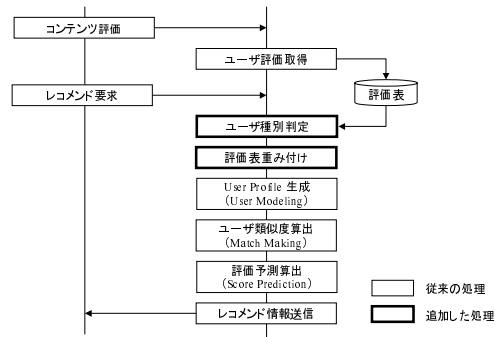 コンテンツ評価
ユーザ評価取得
評価表
レコメンド要求
ユーザ種別判定
評価表重み付け
User Profile 生成
（User Modeling）
ユーザ類似度算出
（Match Making）
評価予測算出
（Score Prediction）
レコメンド情報送信
従来の処理
追加した処理